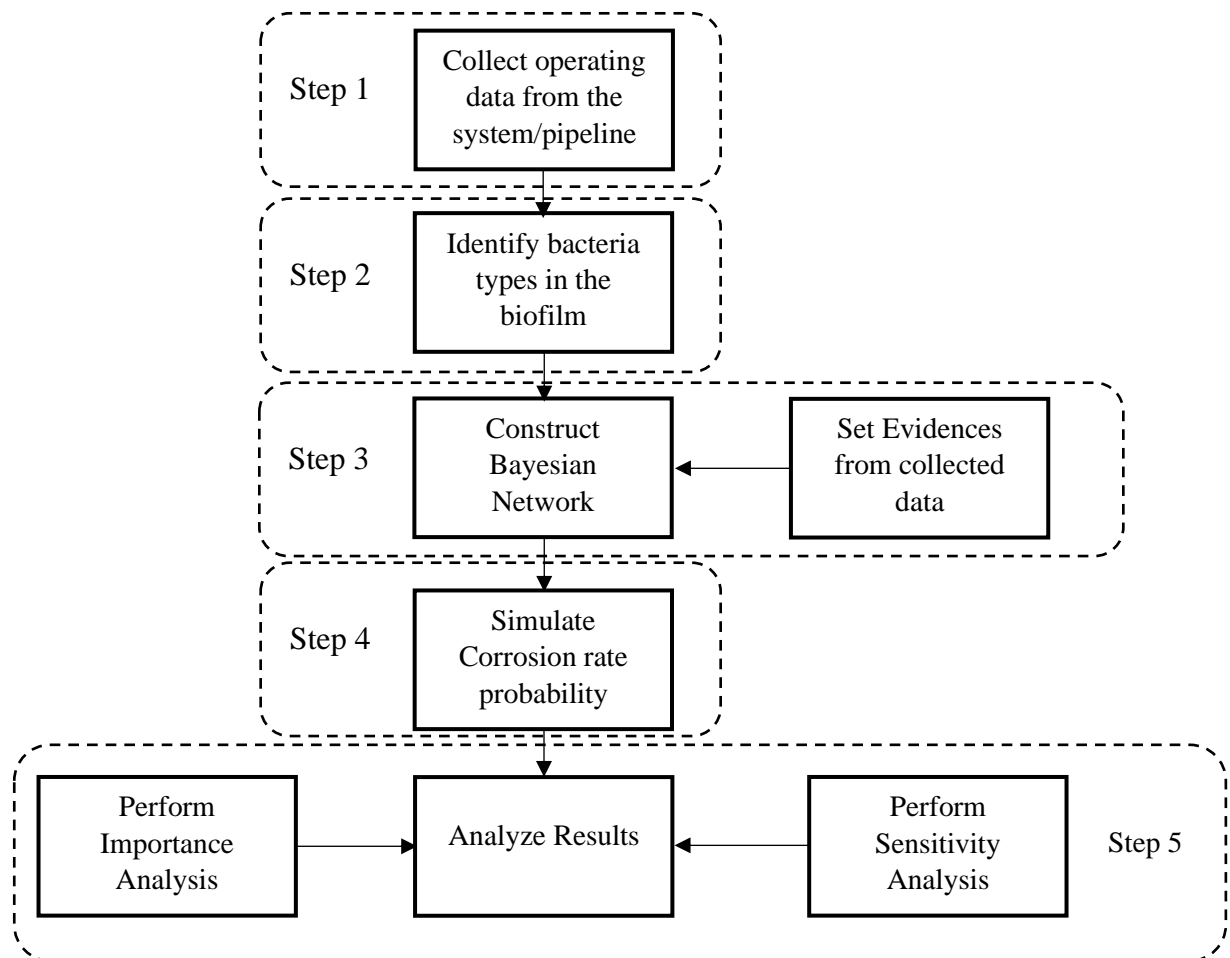 Step 1
Collect operating
data from the
system/pipeline
Step 2
Identify bacteria
types in the
biofilm
Step 3
Construct
Bayesian
Network
Set Evidences
from collected
data
Step 4
Simulate
Corrosion rate
probability
Perform
Importance
Analysis
Analyze Results
Perform
Sensitivity
Analysis
Step 5